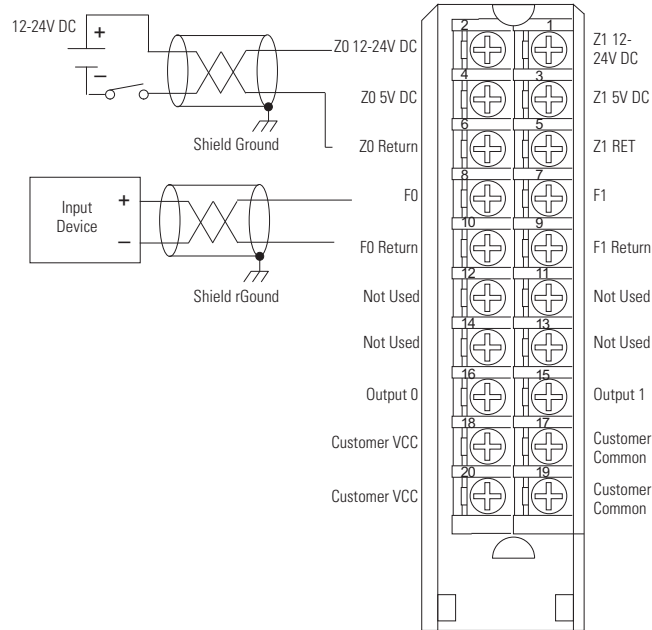 12-24V DC
+
−
Shield Ground
Input
Device
+
−
Shield rGound
Z0 12-24V DC
Z0 5V DC
Z0 Return
F0
F0 Return
Not Used
Not Used
Output 0
Customer VCC
Customer VCC
2 1
4 3
6 5
8 7
10 9
12 11
14 13
16 15
18 17
20 19
Z1 12-
24V DC
Z1 5V DC
Z1 RET
F1
F1 Return
Not Used
Not Used
Output 1
Customer
Common
Customer
Common